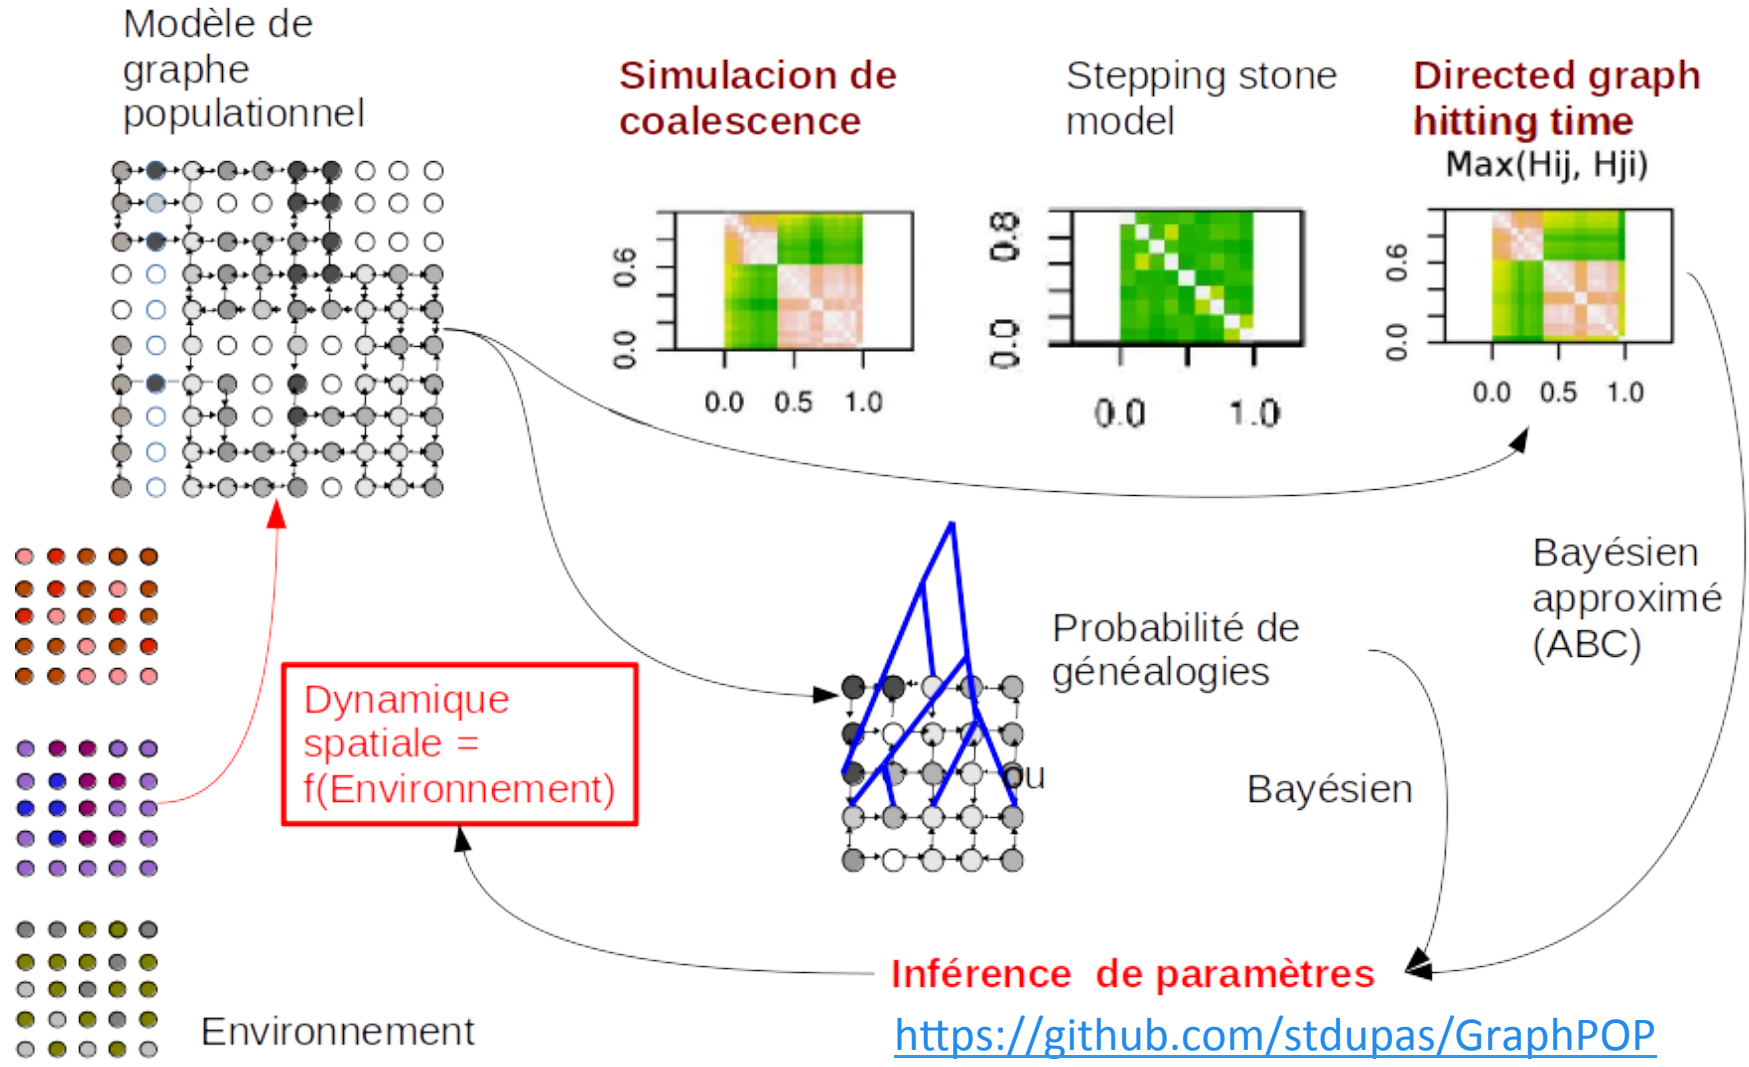 Modèle de
graphe
populationnel
Simulacion de
coalescence
Stepping stone
model
Directed graph
hitting time
Max(Hij, Hji)
0.6
0.0
0.0 0.5 1.0
0.8
0.0
0.0 1.0
0.6
0.0
0.0 0.5 1.0
Bayésien
approximé
(ABC)
Probabilité de
généalogies
Dynamique
spatiale =
f(Environnement)
ou
Bayésien
Inférence de paramètres
Environnement
https://github.com/stdupas/GraphPOP